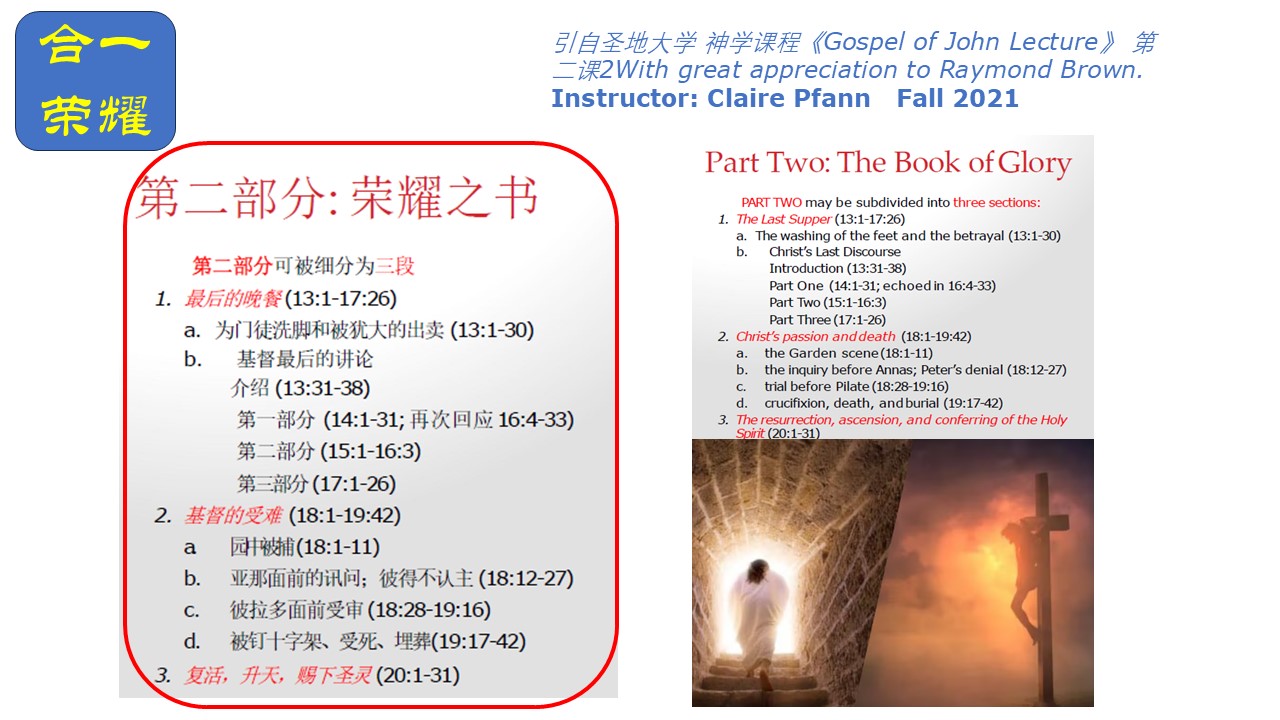 合一
荣耀
引自圣地大学 神学课程《Gospel of John Lecture》 第
二课2With great appreciation to Raymond Brown.
Instructor: Claire Pfann Fall 2021
第二部分: 荣耀之书
第二部分可被细分为三段
1. 最后的晚餐 (13:1-17:26)
a. 为门徒洗脚和被犹大的出卖 (13:1-30)
b. 基督最后的讲论
介绍 (13:31-38)
第一部分 (14:1-31; 再次回应 16:4-33)
第二部分 (15:1-16:3)
第三部分 (17:1-26)
2. 基督的受难 (18:1-19:42)
a 园中被捕(18:1-11)
b. 亚那面前的讯问；彼得不认主 (18:12-27)
c. 彼拉多面前受审 (18:28-19:16)
d. 被钉十字架、受死、埋葬(19:17-42)
3. 复活，升天，赐下圣灵 (20:1-31)
Part Two: The Book of Glory
PART TWO may be subdivided into three sections:
1. The Last Supper (13:1-17:26)
a. The washing of the feet and the betrayal (13:1-30)
b. Christ's Last Discourse
Introduction (13:31-38)
Part One (14:1-31; echoed in 16:4-33)
Part Two (15:1-16:3)
Part Three (17:1-26)
2. Christ's passion and death (18:1-19:42)
a. the Garden scene (18:1-11)
b. the inquiry before Annas; Peter's denial (18:12-27)
c. trial before Pilate (18:28-19:16)
d. crucifixion, death, and burial (19:17-42)
3. The resurrection, ascension, and conferring of the Holy
Spirit (20:1-31)